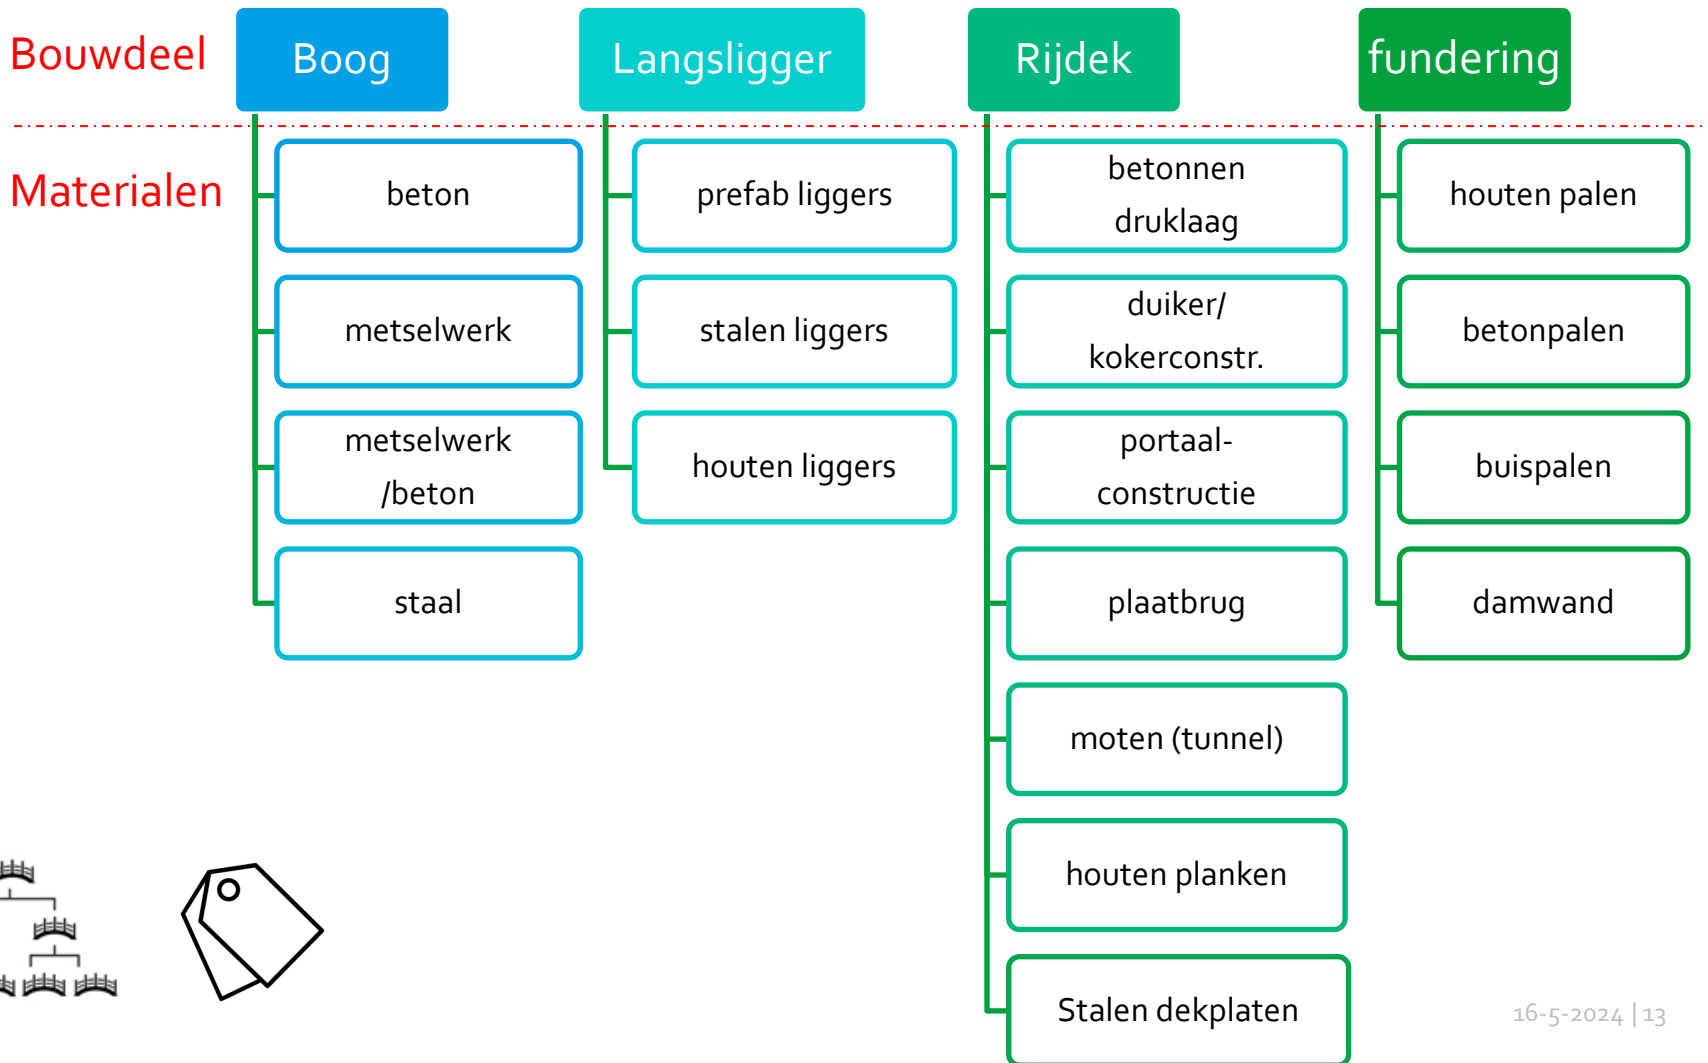 Bouwdeel
Boog
Langsligger
Rijdek
fundering
Materialen
beton
metselwerk
metselwerk
/beton
staal
prefab liggers
stalen liggers
houten liggers
betonnen
druklaag
duiker/
kokerconstr.
portaal-
constructie
plaatbrug
moten (tunnel)
houten planken
Stalen dekplaten
houten palen
betonpalen
buispalen
damwand
16-5-2024 | 13